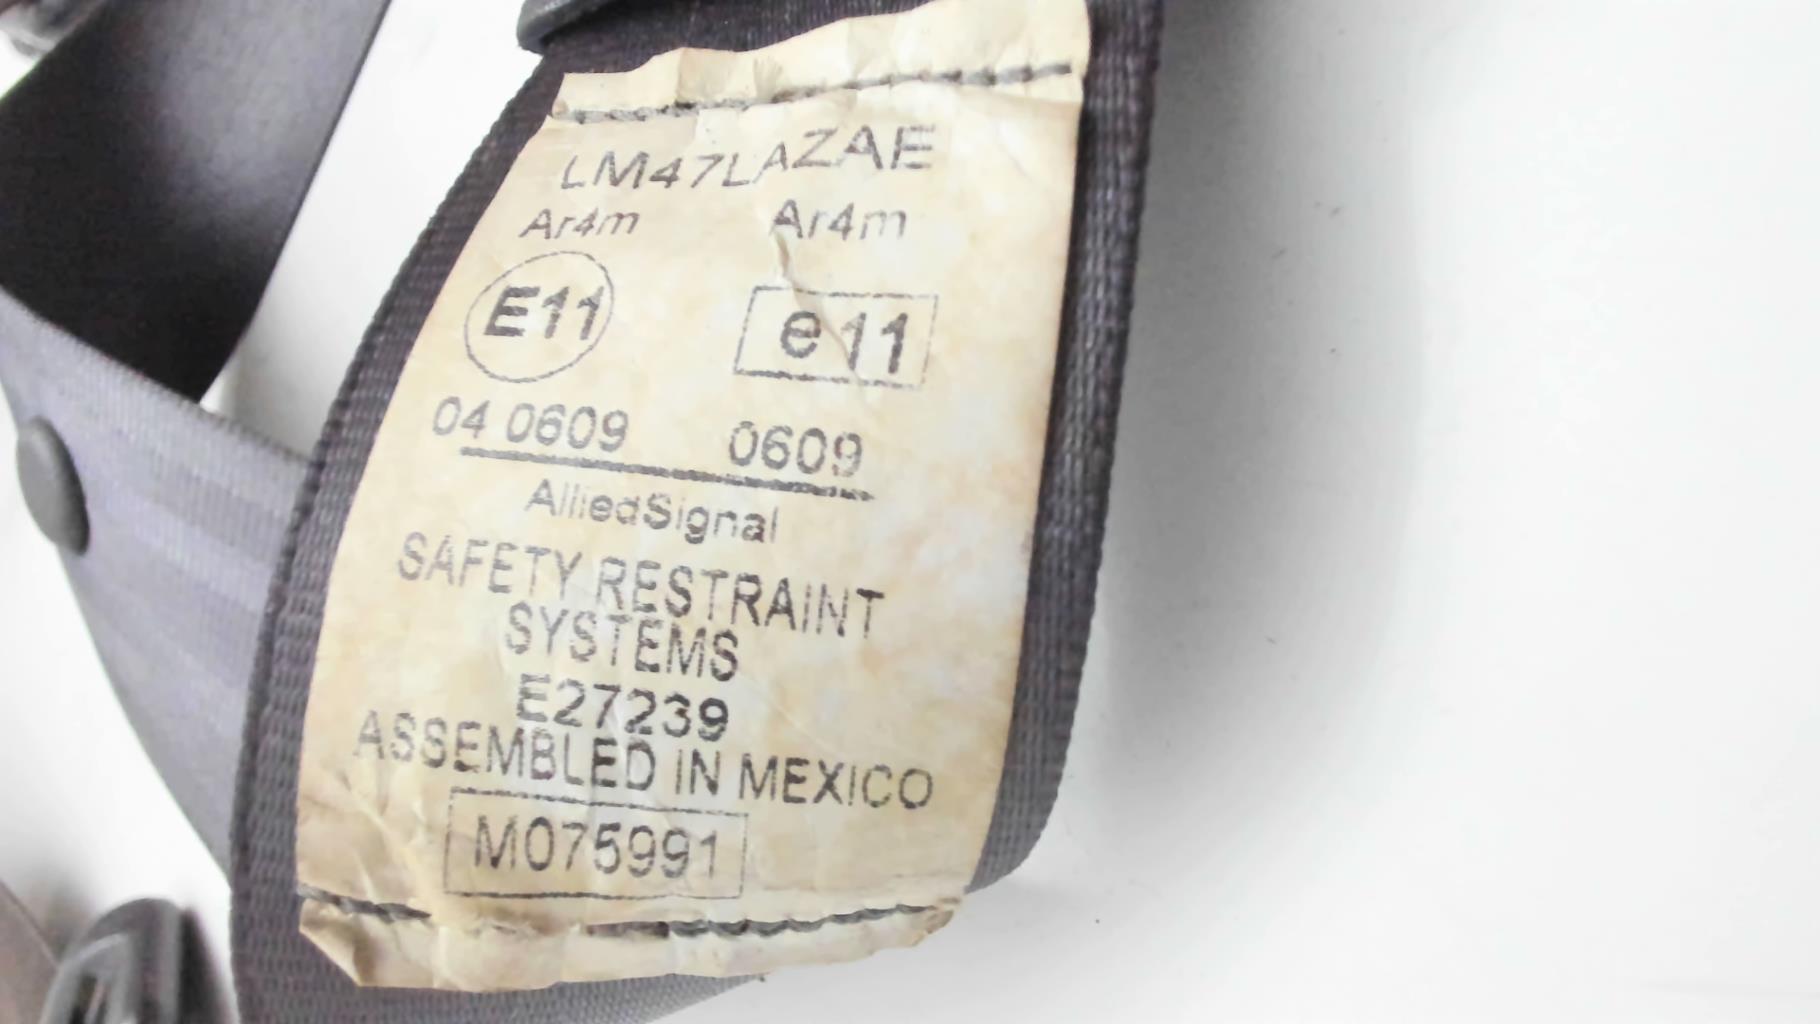 LM47LAZAE
Ar4m Ar4m
E11 e11
04 0609 0609
AlliedSignal
SAFETY RESTRAINT
SYSTEMS
E27239
ASSEMBLED IN MEXICO
M075991